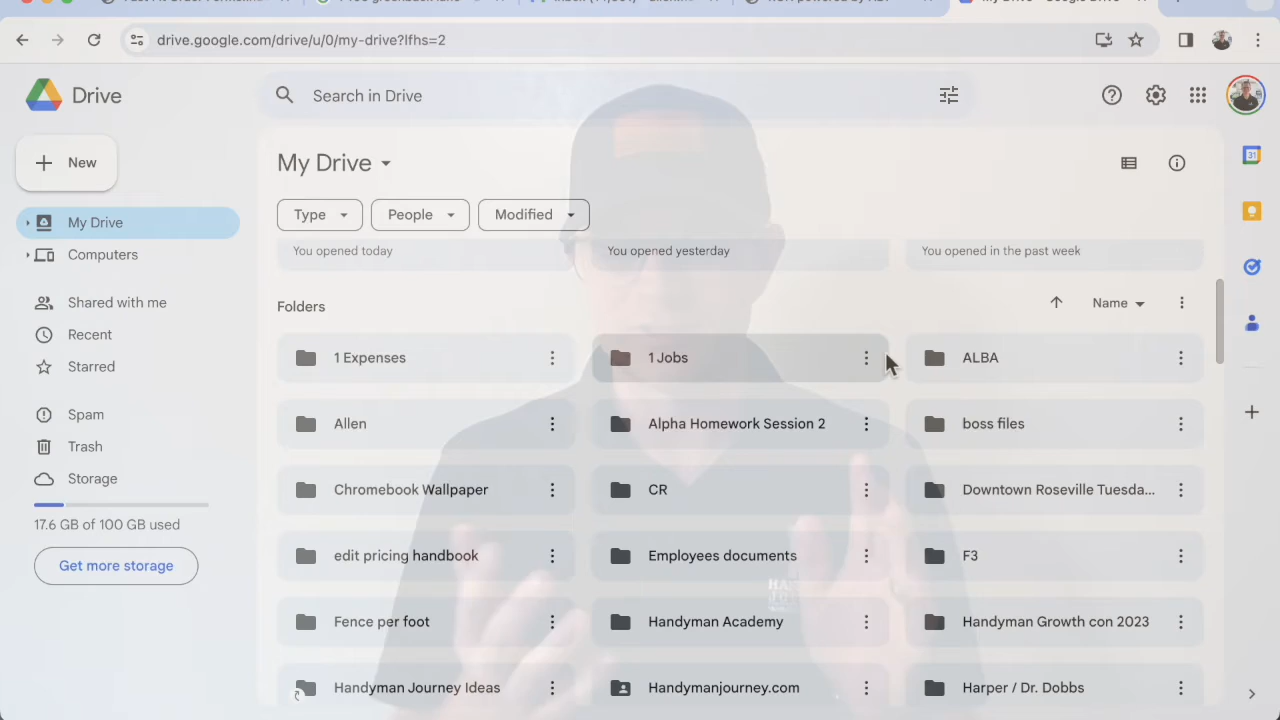 drive.google.com/drive/u/0/my-drive?lfhs=2
Drive
Search in Drive
New
My Drive
Type
People
Modified
My Drive
Computers
Shared with me
Recent
Starred
Spam
Trash
Storage
17.6 GB of 100 GB used
Get more storage
You opened today
You opened yesterday
You opened in the past week
Folders
Name
1 Expenses
1 Jobs
ALBA
Allen
Alpha Homework Session 2
boss files
Chromebook Wallpaper
CR
Downtown Roseville Tuesda...
edit pricing handbook
Employees documents
F3
Fence per foot
Handyman Academy
Handyman Growth con 2023
Handyman Journey Ideas
Handymanjourney.com
Harper / Dr. Dobbs
31